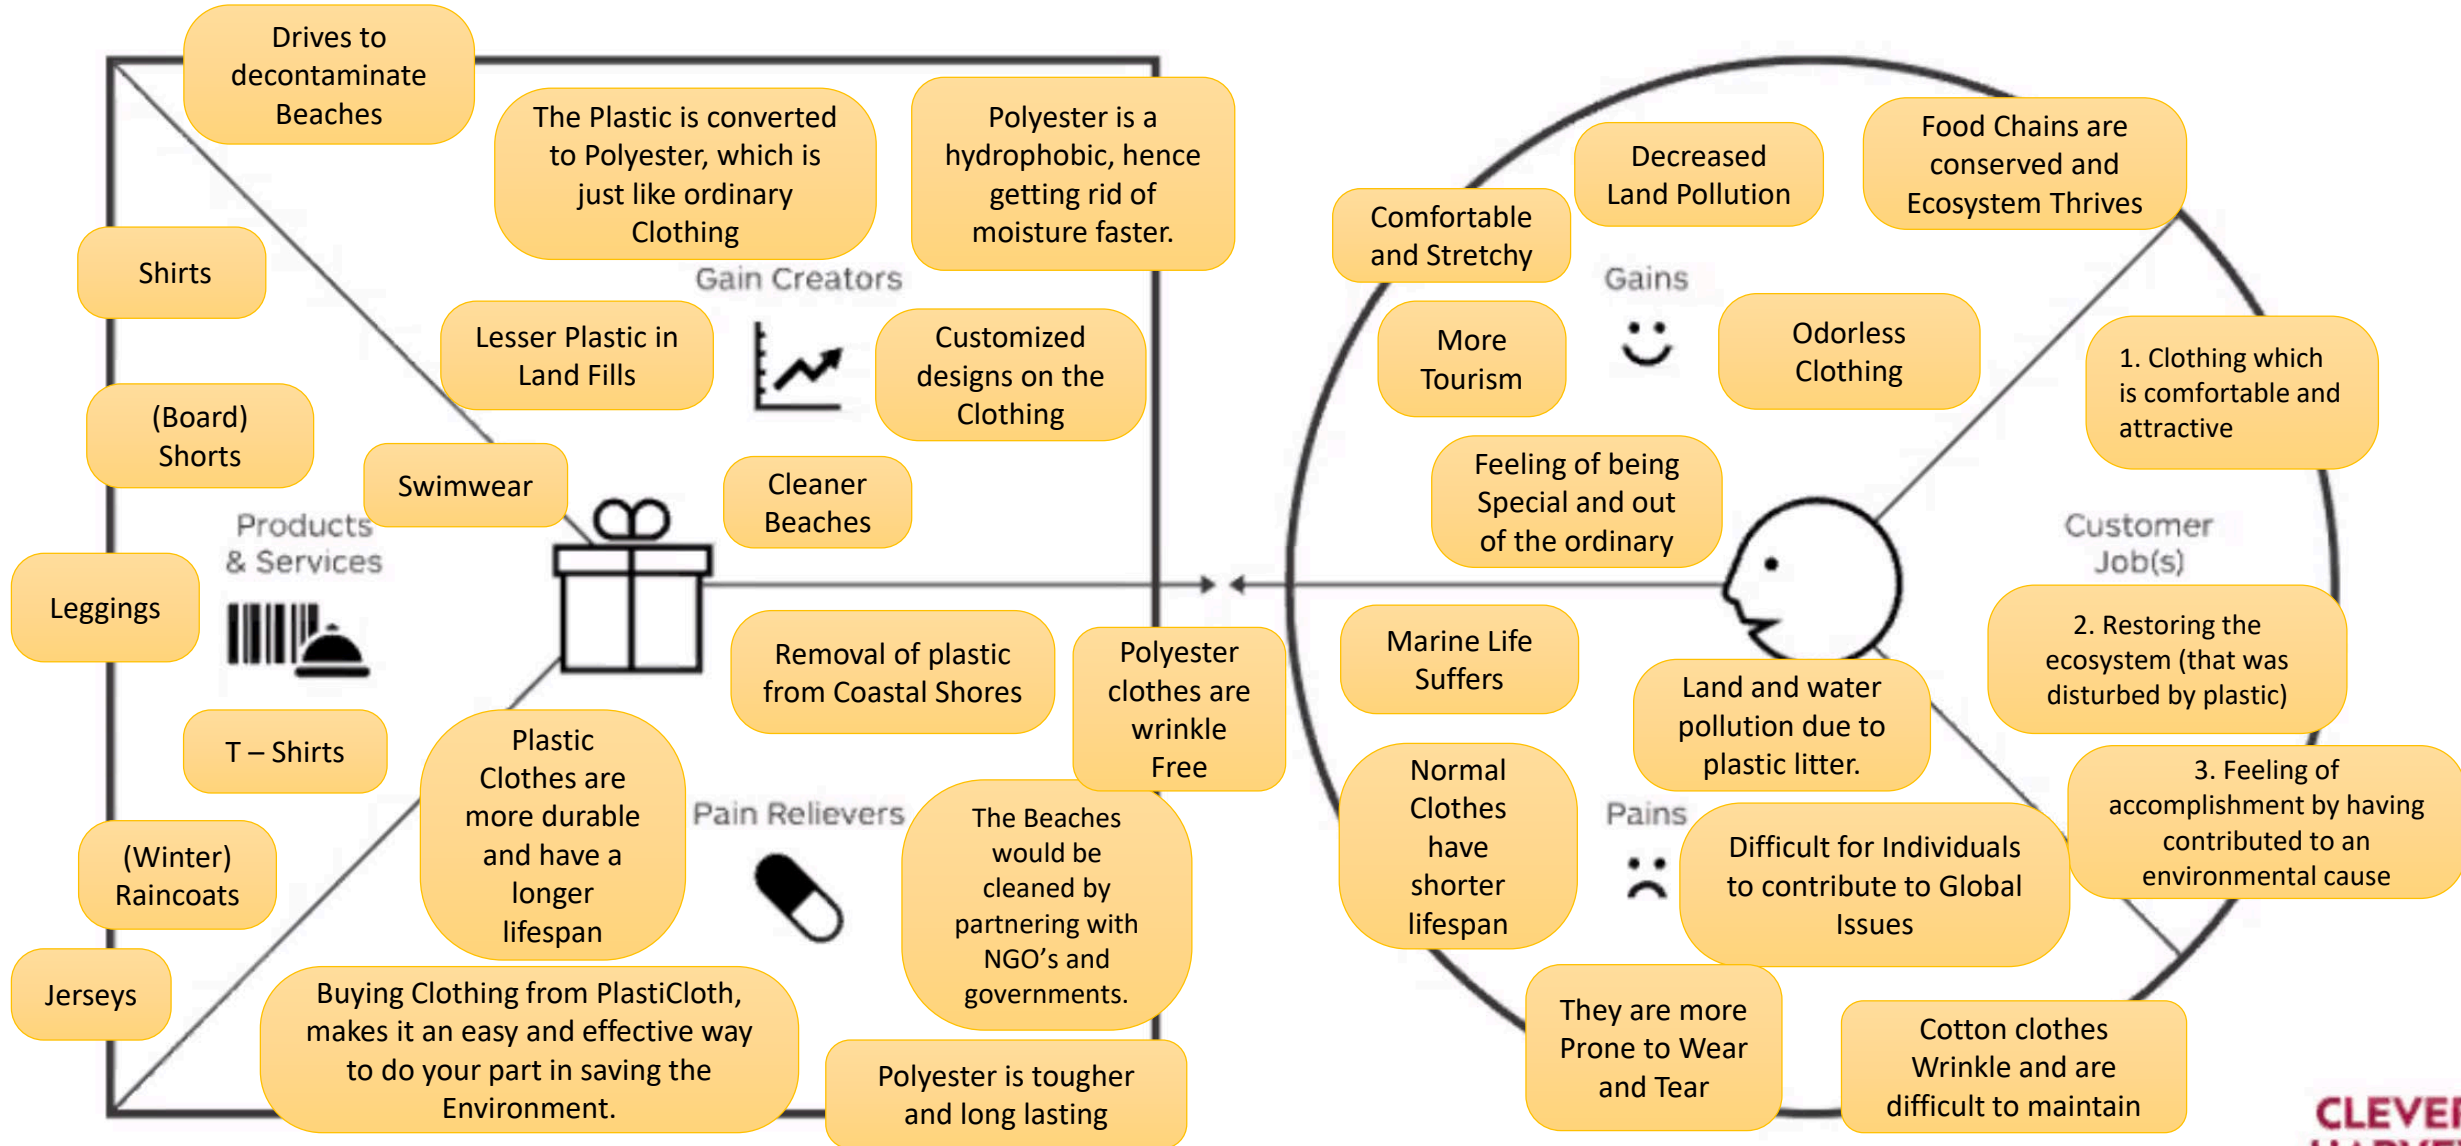 Drives to
decontaminate
Beaches
The Plastic is converted
to Polyester, which is
just like ordinary
Clothing
Polyester is a
hydrophobic, hence
getting rid of
moisture faster.
Shirts
Gain Creators
Lesser Plastic in
Land Fills
Customized
designs on the
Clothing
(Board)
Shorts
Swimwear
Cleaner
Beaches
Products
& Services
Leggings
T – Shirts
(Winter)
Raincoats
Jerseys
Removal of plastic
from Coastal Shores
Polyester
clothes are
wrinkle
Free
Plastic
Clothes are
more durable
and have a
longer
lifespan
Pain Relievers
The Beaches
would be
cleaned by
partnering with
NGO’s and
governments.
Buying Clothing from PlastiCloth,
makes it an easy and effective way
to do your part in saving the
Environment.
Polyester is tougher
and long lasting
Comfortable
and Stretchy
Decreased
Land Pollution
Food Chains are
conserved and
Ecosystem Thrives
Gains
More
Tourism
Odorless
Clothing
Feeling of being
Special and out
of the ordinary
1. Clothing which
is comfortable and
attractive
Customer
Job(s)
2. Restoring the
ecosystem (that was
disturbed by plastic)
3. Feeling of
accomplishment by having
contributed to an
environmental cause
Marine Life
Suffers
Land and water
pollution due to
plastic litter.
Normal
Clothes
have
shorter
lifespan
Pains
Difficult for Individuals
to contribute to Global
Issues
They are more
Prone to Wear
and Tear
Cotton clothes
Wrinkle and are
difficult to maintain
CLEVE